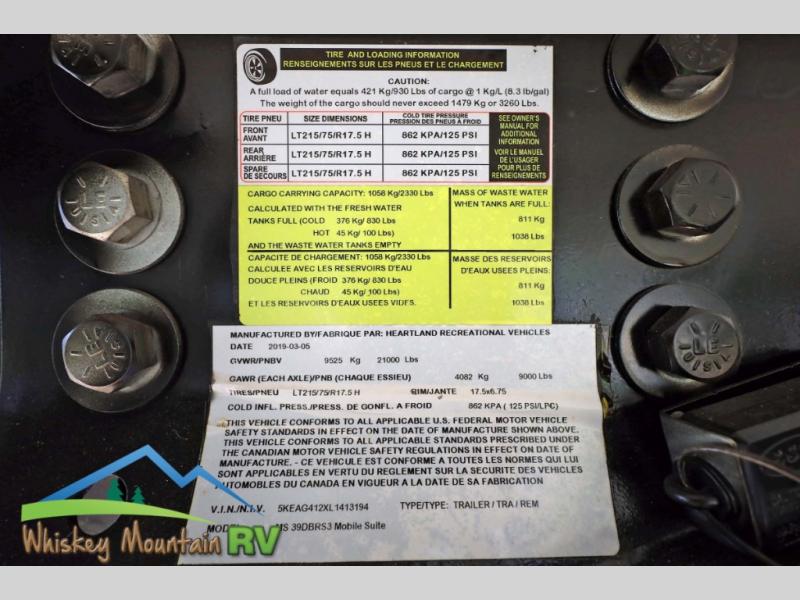 TIRE AND LOADING INFORMATION
RENSEIGNEMENTS SUR LES PNEUS ET LE CHARGEMENT
CAUTION:
A full load of water equals 421 Kg/930 Lbs of cargo @ 1 Kg/L (8.3 lb/gal)
The weight of the cargo should never exceed 1479 Kg or 3260 Lbs.
TIRE PNEU SIZE DIMENSIONS COLD TIRE PRESSURE
PRESSION DES PNEUS À FROID
FRONT
AVANT LT215/75/R17.5 H 862 KPA/125 PSI
REAR
ARRIÈRE LT215/75/R17.5 H 862 KPA/125 PSI
SPARE
DE SECOURS LT215/75/R17.5 H 862 KPA/125 PSI
SEE OWNER'S
MANUAL FOR
ADDITIONAL
INFORMATION
VOIR LE MANUEL
DE L'USAGER
POUR PLUS DE
RENSEIGNEMENTS
CARGO CARRYING CAPACITY: 1058 Kg/2330 Lbs
CALCULATED WITH THE FRESH WATER
TANKS FULL (COLD 376 Kg/ 830 Lbs
HOT 45 Kg/ 100 Lbs)
AND THE WASTE WATER TANKS EMPTY
MASS OF WASTE WATER
WHEN TANKS ARE FULL:
811 Kg
1038 Lbs
CAPACITE DE CHARGEMENT: 1058 Kg/2330 Lbs
CALCULEE AVEC LES RESERVOIRS D'EAU
DOUCE PLEINS (FROID 376 Kg/ 830 Lbs
CHAUD 45 Kg/ 100 Lbs)
ET LES RESERVOIRS D'EAU USEES VIDES.
MASSE DES RESERVOIRS
D'EAUX USEES PLEINS:
811 Kg
1038 Lbs
MANUFACTURED BY/FABRIQUE PAR: HEARTLAND RECREATIONAL VEHICLES
DATE 2019-03-05
GVWR/PNBV 9525 Kg 21000 Lbs
GAWR (EACH AXLE)/PNB (CHAQUE ESSIEU) 4082 Kg 9000 Lbs
TIRES/PNEU LT215/75/R17.5 H RIM/JANTE 17.5x6.75
COLD INFL. PRESS./PRESS. DE GONFL. A FROID 862 KPA ( 125 PSI/LPC)
THIS VEHICLE CONFORMS TO ALL APPLICABLE U.S. FEDERAL MOTOR VEHICLE
SAFETY STANDARDS IN EFFECT ON THE DATE OF MANUFACTURE SHOWN ABOVE.
THIS VEHICLE CONFORMS TO ALL APPLICABLE STANDARDS PRESCRIBED UNDER
THE CANADIAN MOTOR VEHICLE SAFETY REGULATIONS IN EFFECT ON DATE OF
MANUFACTURE. - CE VEHICULE EST CONFORME A TOUTES LES NORMES QUI LUI
SONT APPLICABLES EN VERTU DU REGLEMENT SUR LA SECURITE DES VEHICLES
AUTOMOBILES DU CANADA EN VIGUEUR A LA DATE DE SA FABRICATION
V.I.N./N.I.V. 5KEAG412XL1413194 TYPE/TYPE: TRAILER / TRA / REM
MODEL MS 39DBRS3 Mobile Suite
Whiskey Mountain RV
LE
LE
LE
LE